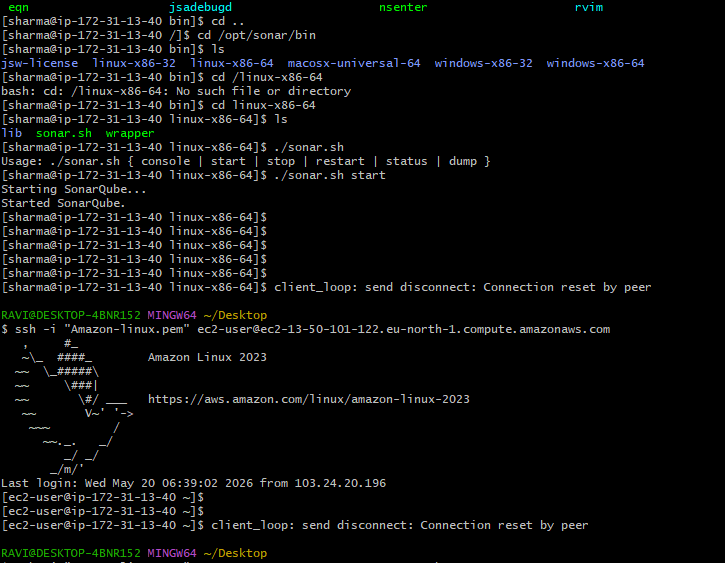 eqn jsadebugd nsenter rvim
[sharma@ip-172-31-13-40 bin]$ cd ..
[sharma@ip-172-31-13-40 /]$ cd /opt/sonar/bin
[sharma@ip-172-31-13-40 bin]$ ls
jsw-license linux-x86-32 linux-x86-64 macosx-universal-64 windows-x86-32 windows-x86-64
[sharma@ip-172-31-13-40 bin]$ cd /linux-x86-64
bash: cd: /linux-x86-64: No such file or directory
[sharma@ip-172-31-13-40 bin]$ cd linux-x86-64
[sharma@ip-172-31-13-40 linux-x86-64]$ ls
lib sonar.sh wrapper
[sharma@ip-172-31-13-40 linux-x86-64]$ ./sonar.sh
Usage: ./sonar.sh { console | start | stop | restart | status | dump }
[sharma@ip-172-31-13-40 linux-x86-64]$ ./sonar.sh start
Starting SonarQube...
Started SonarQube.
[sharma@ip-172-31-13-40 linux-x86-64]$
[sharma@ip-172-31-13-40 linux-x86-64]$
[sharma@ip-172-31-13-40 linux-x86-64]$
[sharma@ip-172-31-13-40 linux-x86-64]$
[sharma@ip-172-31-13-40 linux-x86-64]$
[sharma@ip-172-31-13-40 linux-x86-64]$ client_loop: send disconnect: Connection reset by peer
RAVI@DESKTOP-4BNR152 MINGW64 ~/Desktop
$ ssh -i "Amazon-linux.pem" ec2-user@ec2-13-50-101-122.eu-north-1.compute.amazonaws.com
   ,     #_
   ~\_  ####_        Amazon Linux 2023
  ~~  \_#####\
  ~~     \###|
  ~~       \#/ ___   https://aws.amazon.com/linux/amazon-linux-2023
   ~~       V~' '->
    ~~~         /
      ~~._.   _/
         _/ _/
       _/m/'
Last login: Wed May 20 06:39:02 2026 from 103.24.20.196
[ec2-user@ip-172-31-13-40 ~]$
[ec2-user@ip-172-31-13-40 ~]$
[ec2-user@ip-172-31-13-40 ~]$ client_loop: send disconnect: Connection reset by peer
RAVI@DESKTOP-4BNR152 MINGW64 ~/Desktop